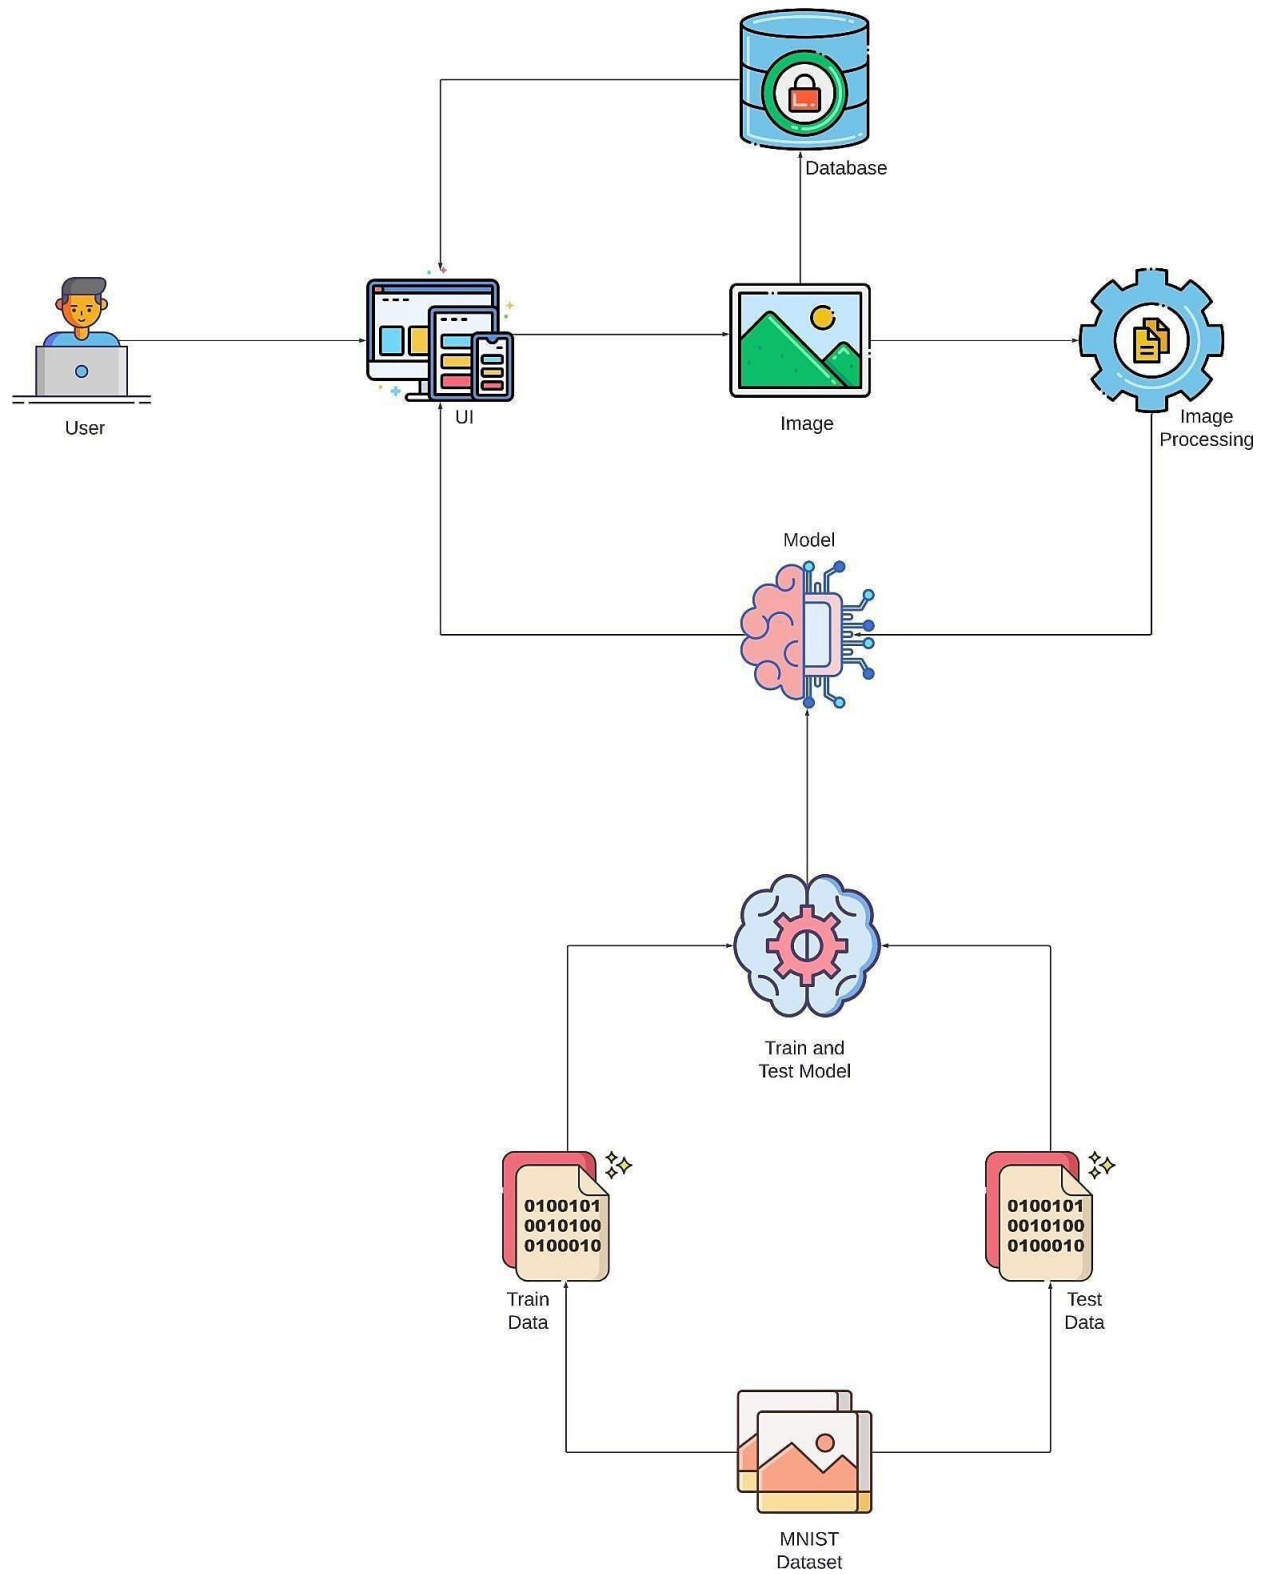 Database
User
UI
Image
Image
Processing
Model
Train and
Test Model
0100101
0010100
0100010
0100101
0010100
0100010
Train
Data
Test
Data
MNIST
Dataset